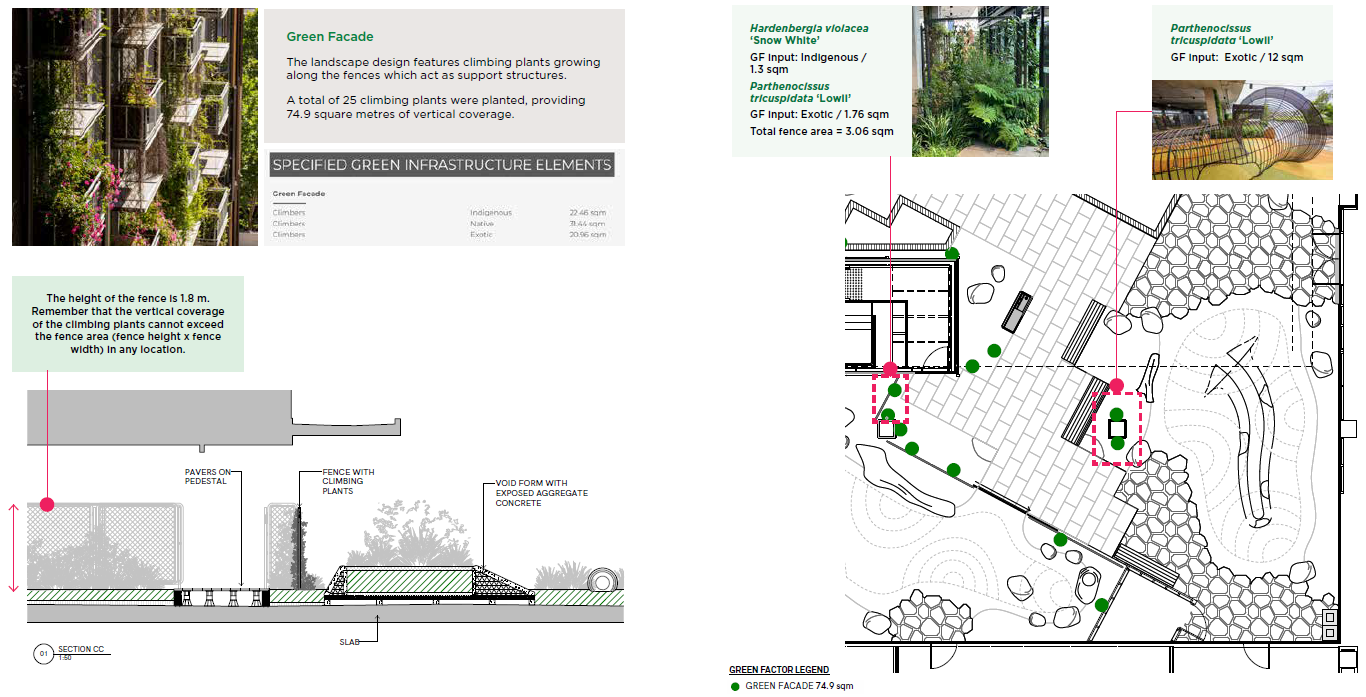 Green Facade
The landscape design features climbing plants growing
along the fences which act as support structures.
A total of 25 climbing plants were planted, providing
74.9 square metres of vertical coverage.
SPECIFIED GREEN INFRASTRUCTURE ELEMENTS
Green Facade
Climbers Indigenous 22.46 sqm
Climbers Native 31.44 sqm
Climbers Exotic 20.96 sqm
The height of the fence is 1.8 m.
Remember that the vertical coverage
of the climbing plants cannot exceed
the fence area (fence height x fence
width) in any location.
PAVERS ON
PEDESTAL
FENCE WITH
CLIMBING
PLANTS
VOID FORM WITH
EXPOSED AGGREGATE
CONCRETE
SLAB
01 SECTION CC
1:50
Hardenbergia violacea
‘Snow White’
GF input: Indigenous /
1.3 sqm
Parthenocissus
tricuspidata ‘Lowii’
GF input: Exotic / 1.76 sqm
Total fence area = 3.06 sqm
Parthenocissus
tricuspidata ‘Lowii’
GF input: Exotic / 12 sqm
GREEN FACTOR LEGEND
GREEN FACADE 74.9 sqm